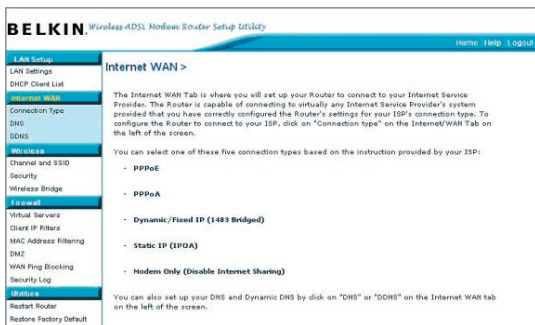 BELKIN. Wireless ADSL Modem Router Setup Utility
Home | Help | Logout
LAN Setup
LAN Settings
DHCP Client List
Internet WAN
Connection Type
DNS
DDNS
Wireless
Channel and SSID
Security
Wireless Bridge
Firewall
Virtual Servers
Client IP Filters
MAC Address Filtering
DMZ
WAN Ping Blocking
Security Log
Utilities
Restart Router
Restore Factory Default
Internet WAN >
The Internet WAN Tab is where you will set up your Router to connect to your Internet Service
Provider. The Router is capable of connecting to virtually any Internet Service Provider's system
provided that you have correctly configured the Router's settings for your ISP's connection type. To
configure the Router to connect to your ISP, click on "Connection type" on the Internet/WAN Tab on
the left of the screen.
You can select one of these five connection types based on the instruction provided by your ISP:
- PPPoE
- PPPoA
- Dynamic/Fixed IP (1483 Bridged)
- Static IP (IPOA)
- Modem Only (Disable Internet Sharing)
You can also set up your DNS and Dynamic DNS by click on "DNS" or "DDNS" on the Internet WAN tab
on the left of the screen.